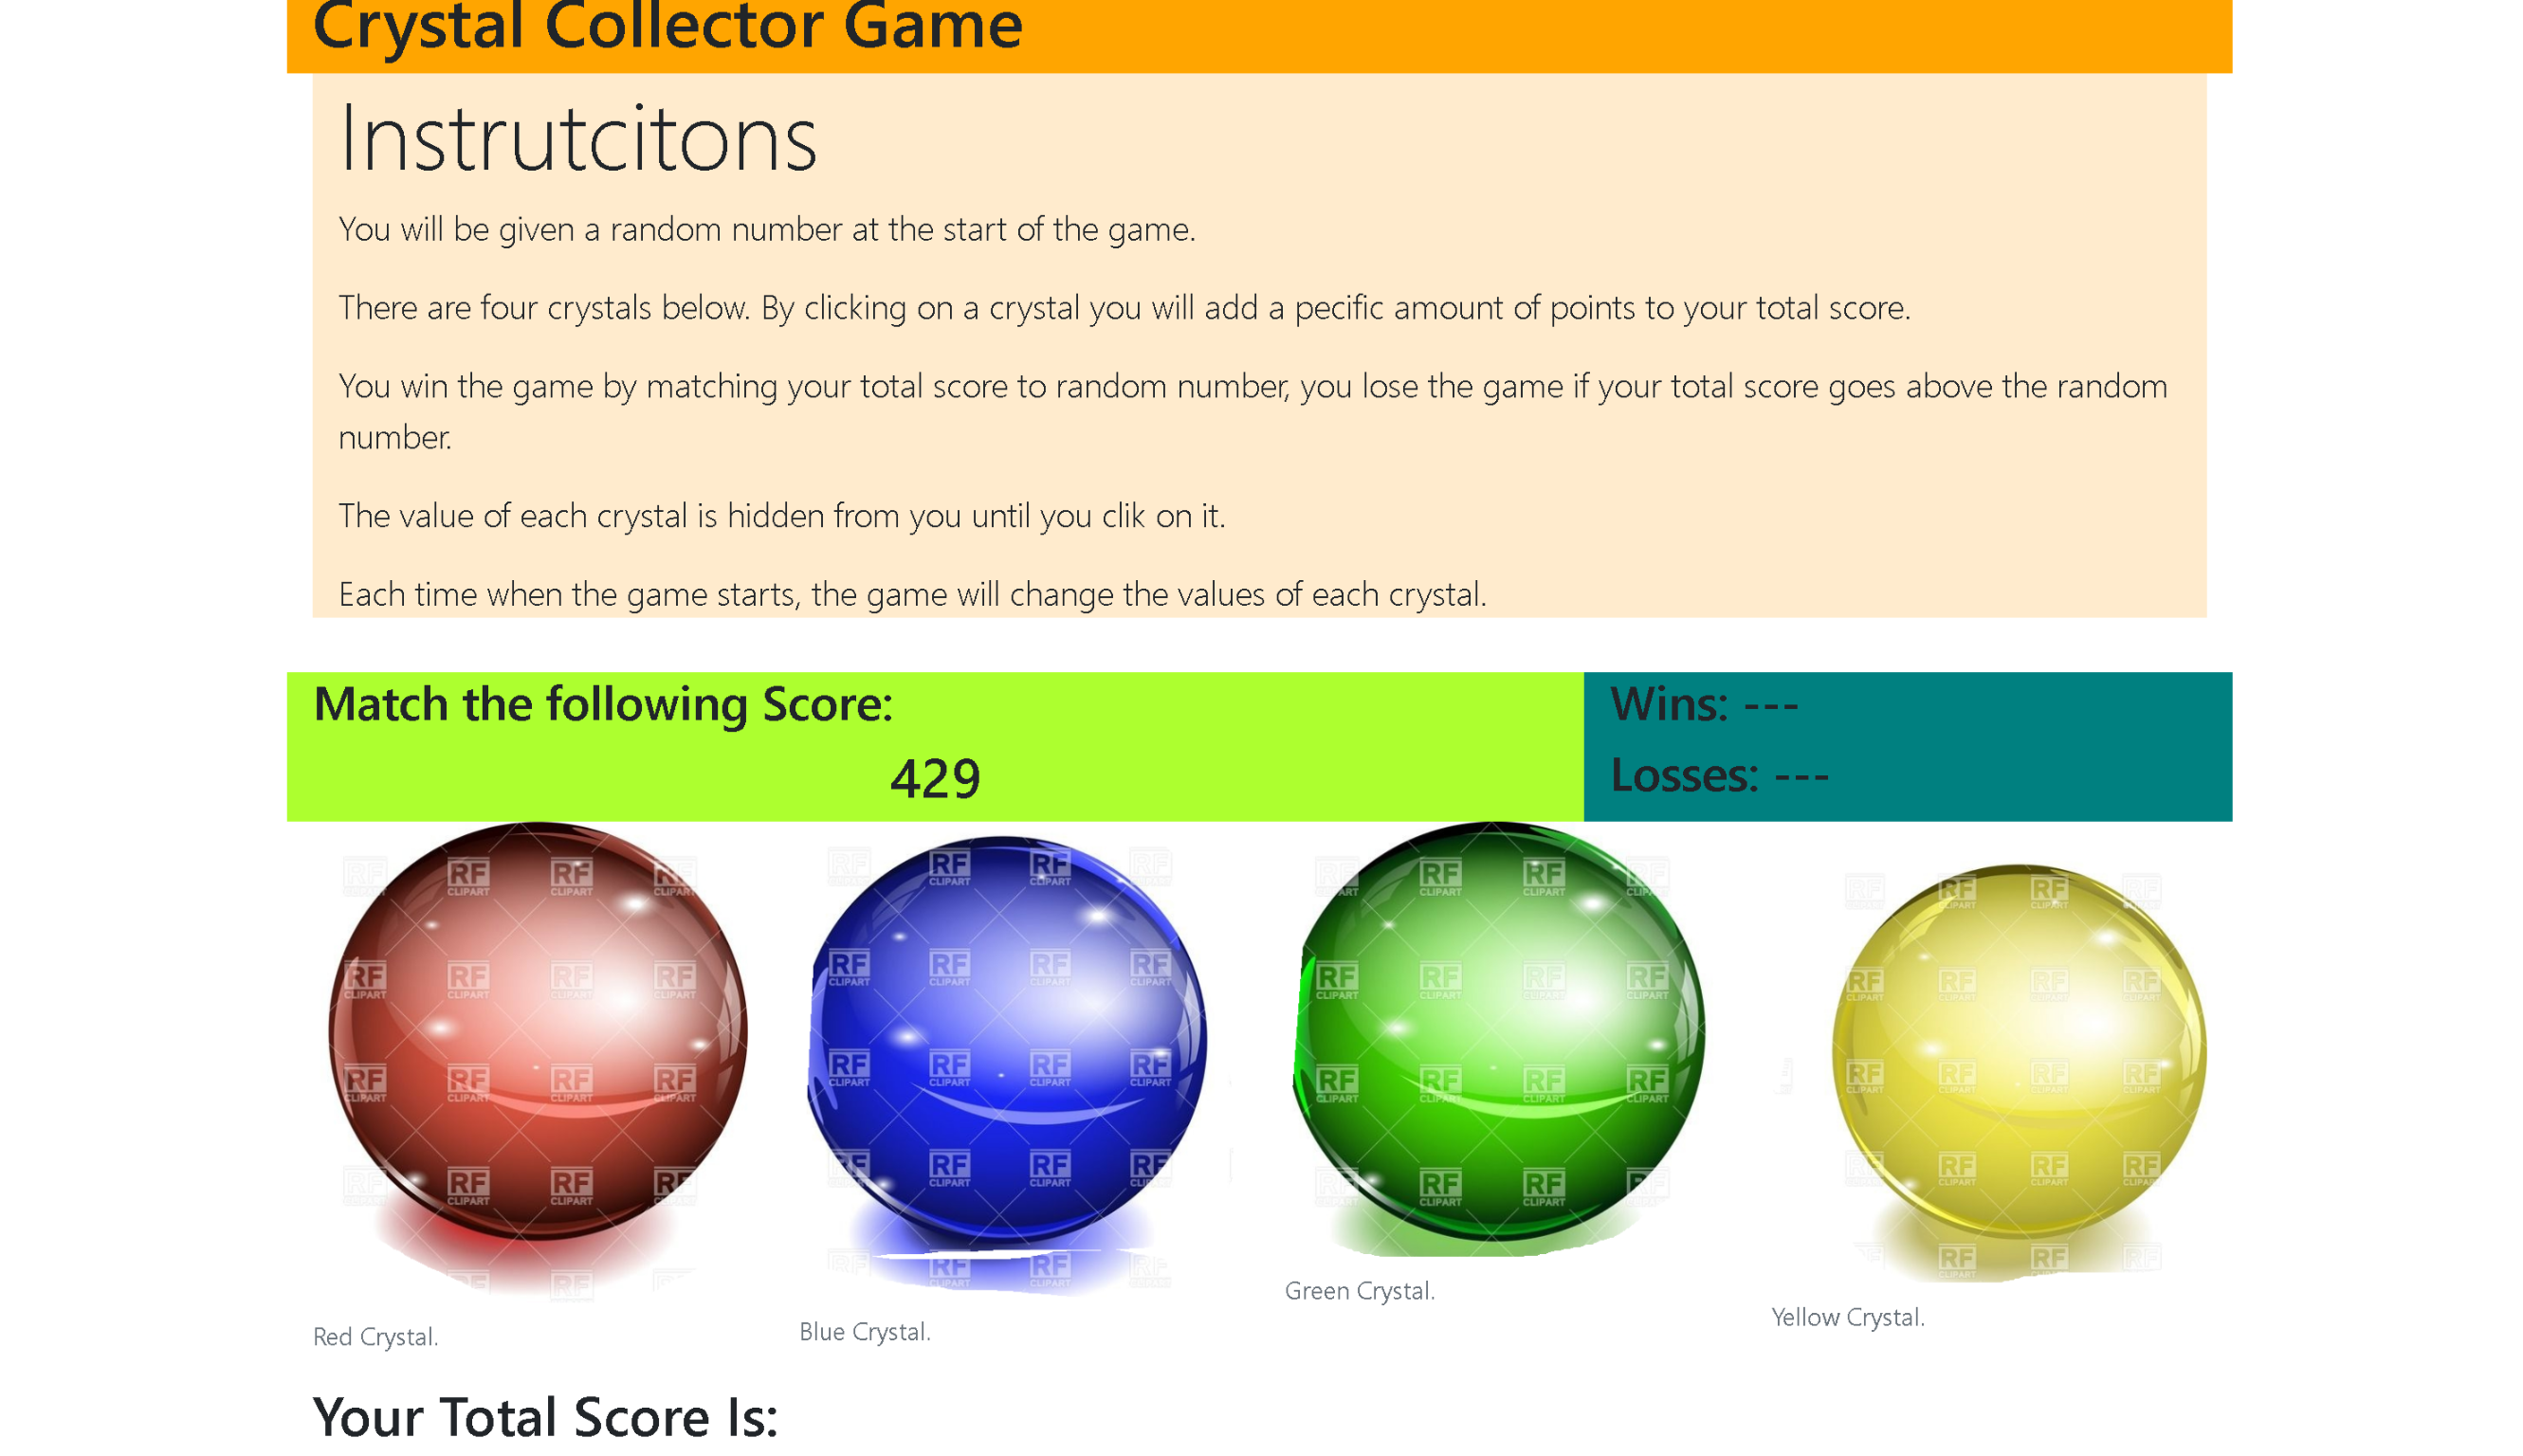 Crystal Collector Game
Instrutcitons
You will be given a random number at the start of the game.
There are four crystals below. By clicking on a crystal you will add a pecific amount of points to your total score.
You win the game by matching your total score to random number, you lose the game if your total score goes above the random
number.
The value of each crystal is hidden from you until you clik on it.
Each time when the game starts, the game will change the values of each crystal.
Match the following Score:
429
Wins: ---
Losses: ---
RF CLIPART
Green Crystal.
Yellow Crystal.
Blue Crystal.
Red Crystal.
Your Total Score Is: